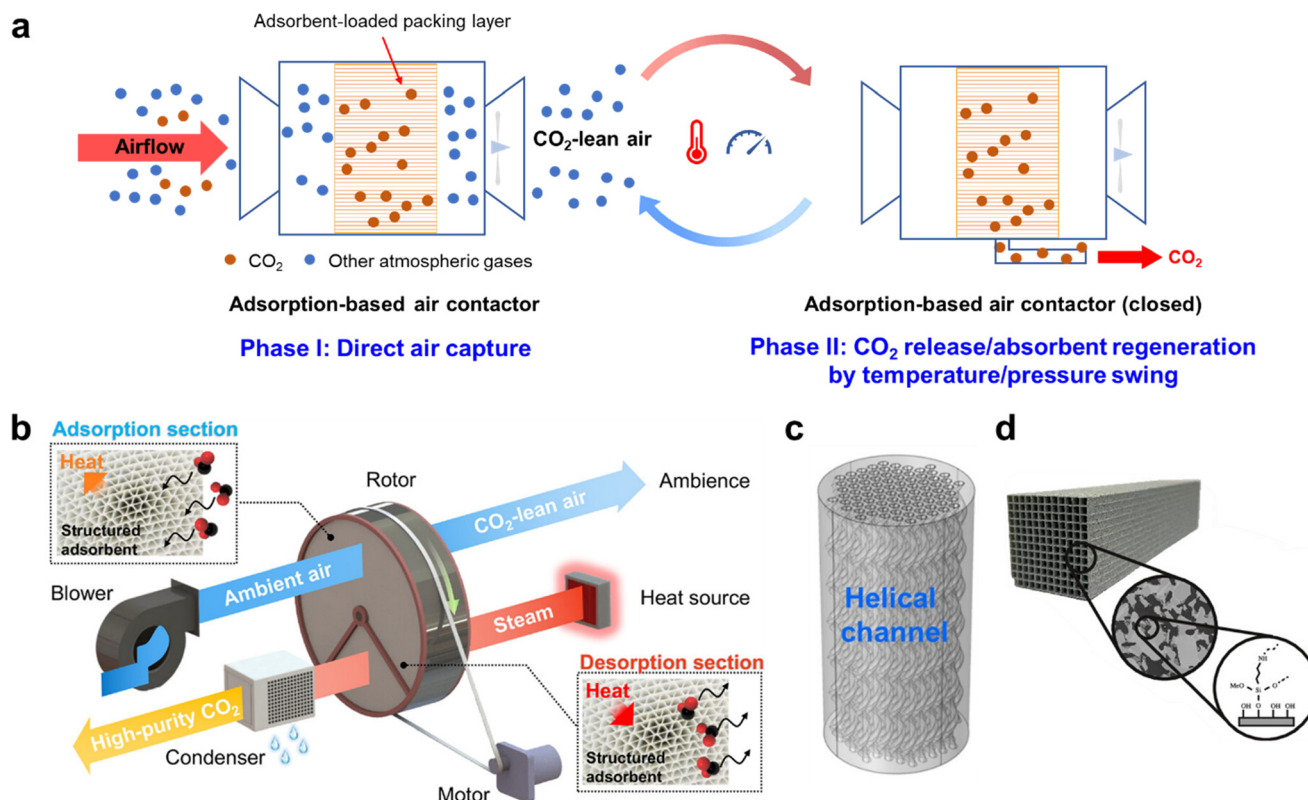 a
Adsorbent-loaded packing layer
Airflow
CO₂-lean air
CO₂
CO₂
Other atmospheric gases
Adsorption-based air contactor
Adsorption-based air contactor (closed)
Phase I: Direct air capture
Phase II: CO₂ release/absorbent regeneration
by temperature/pressure swing
b
Adsorption section
Heat
Structured
adsorbent
Rotor
CO₂-lean air
Ambience
Blower
Ambient air
Steam
Heat source
High-purity CO₂
Condenser
Desorption section
Heat
Structured
adsorbent
Motor
c
Helical
channel
d
NH
MeO
Si
O
O
OH
OH
OH
OH